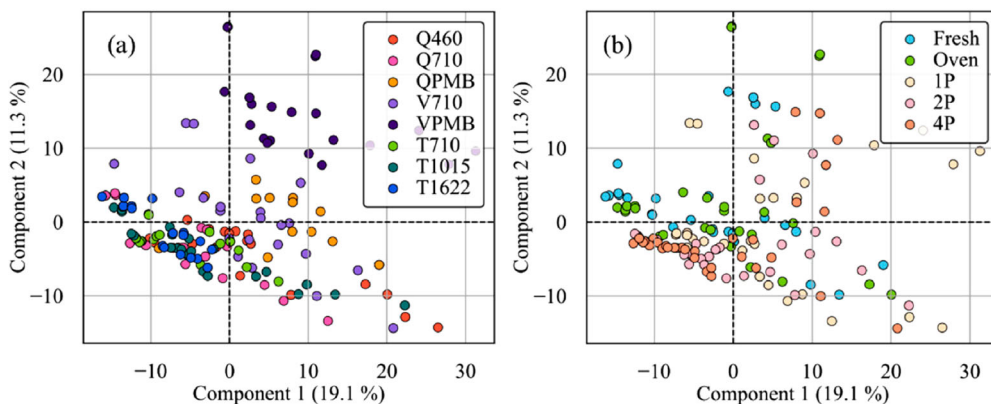 (a)
Q460
Q710
QPMB
V710
VPMB
T710
T1015
T1622
20
10
0
−10
Component 2 (11.3 %)
−10
0
10
20
30
Component 1 (19.1 %)
(b)
Fresh
Oven
1P
2P
4P
20
10
0
−10
Component 2 (11.3 %)
−10
0
10
20
30
Component 1 (19.1 %)